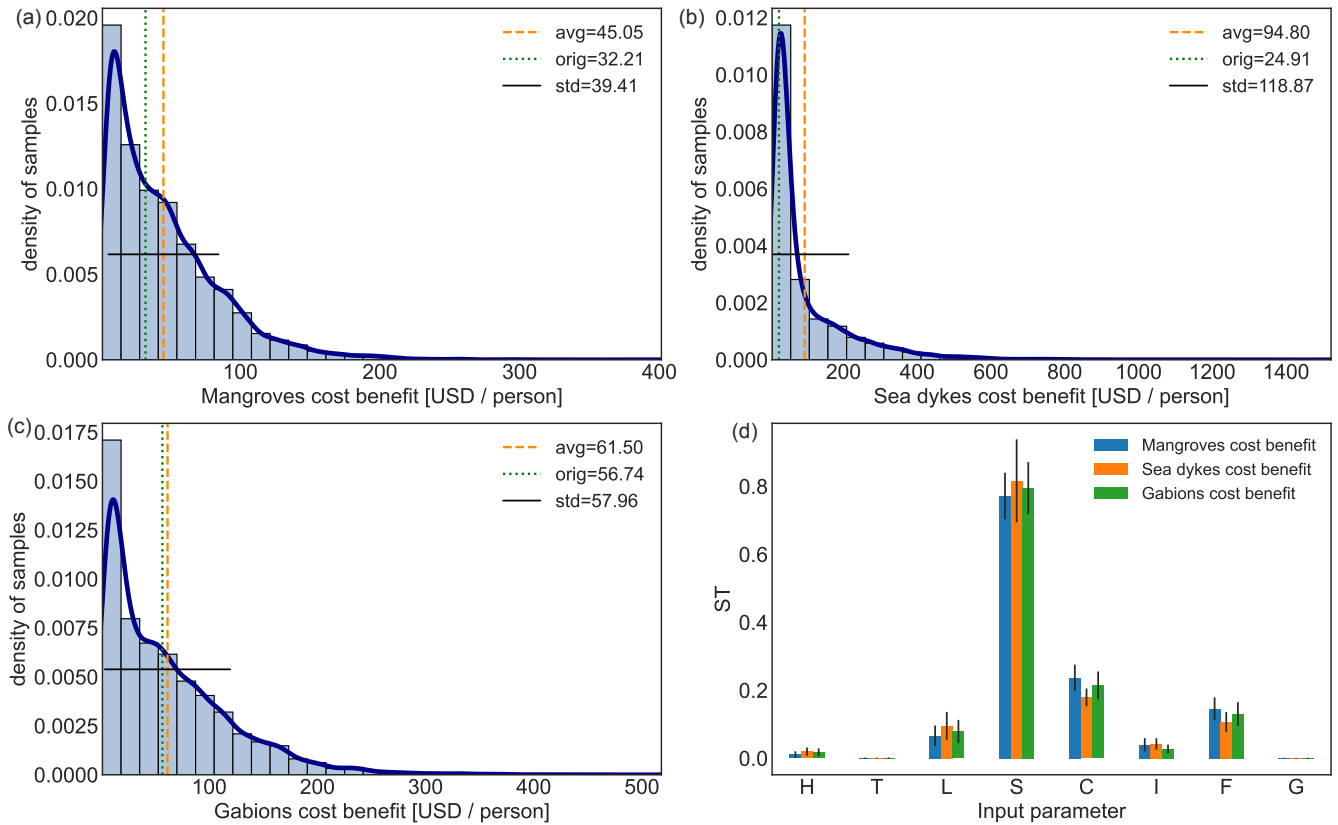 (a)
0.020
0.015
0.010
0.005
0.000
density of samples
avg=45.05
orig=32.21
std=39.41
100
200
300
400
Mangroves cost benefit [USD / person]
(b)
0.012
0.010
0.008
0.006
0.004
0.002
0.000
density of samples
avg=94.80
orig=24.91
std=118.87
200
400
600
800
1000
1200
1400
Sea dykes cost benefit [USD / person]
(c)
0.0175
0.0150
0.0125
0.0100
0.0075
0.0050
0.0025
0.0000
density of samples
avg=61.50
orig=56.74
std=57.96
100
200
300
400
500
Gabions cost benefit [USD / person]
(d)
0.8
0.6
0.4
0.2
0.0
ST
Mangroves cost benefit
Sea dykes cost benefit
Gabions cost benefit
H T L S C I F G
Input parameter